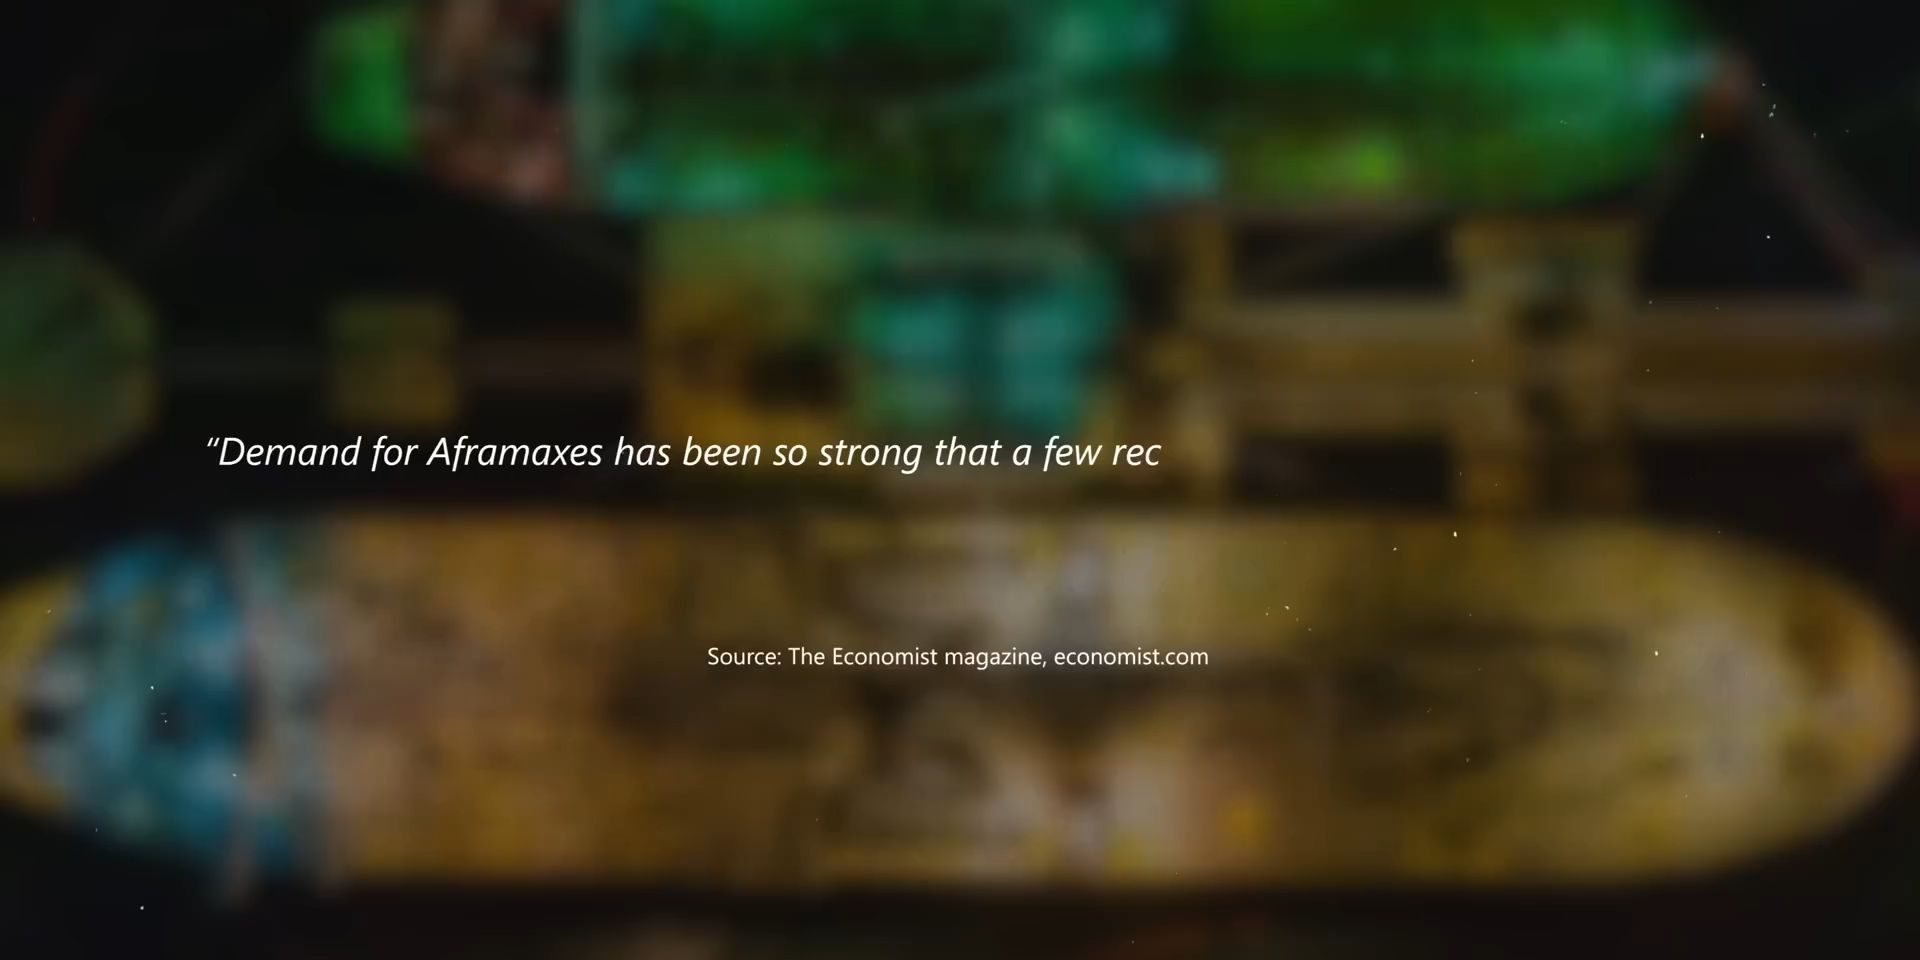 “Demand for Aframaxes has been so strong that a few rec
Source: The Economist magazine, economist.com